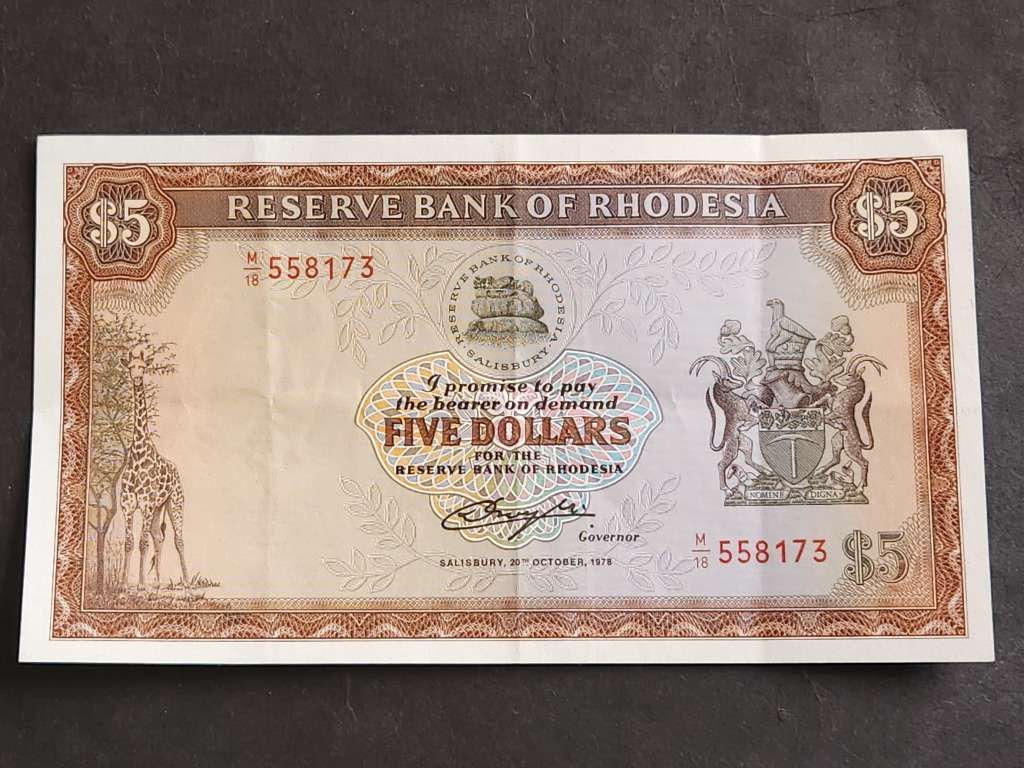 $5
RESERVE BANK OF RHODESIA
$5
M/18 558173
RESERVE BANK OF RHODESIA
SALISBURY
I promise to pay
the bearer on demand
FIVE DOLLARS
FOR THE
RESERVE BANK OF RHODESIA
Governor
SALISBURY, 20TH OCTOBER, 1978
SIT NOMINE DIGNA
M/18 558173
$5